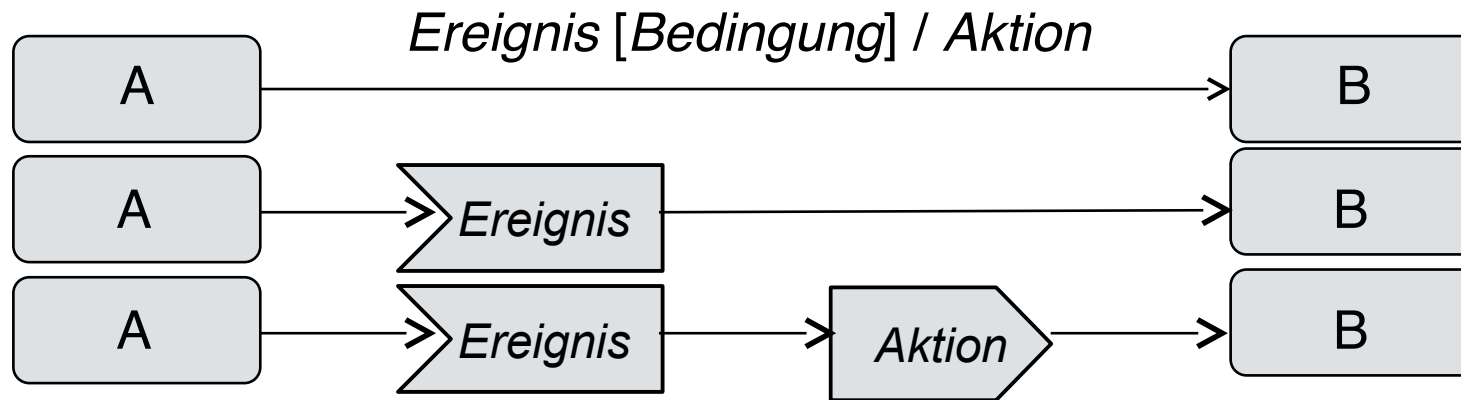 Ereignis [Bedingung] / Aktion
A B
A Ereignis B
A Ereignis Aktion B